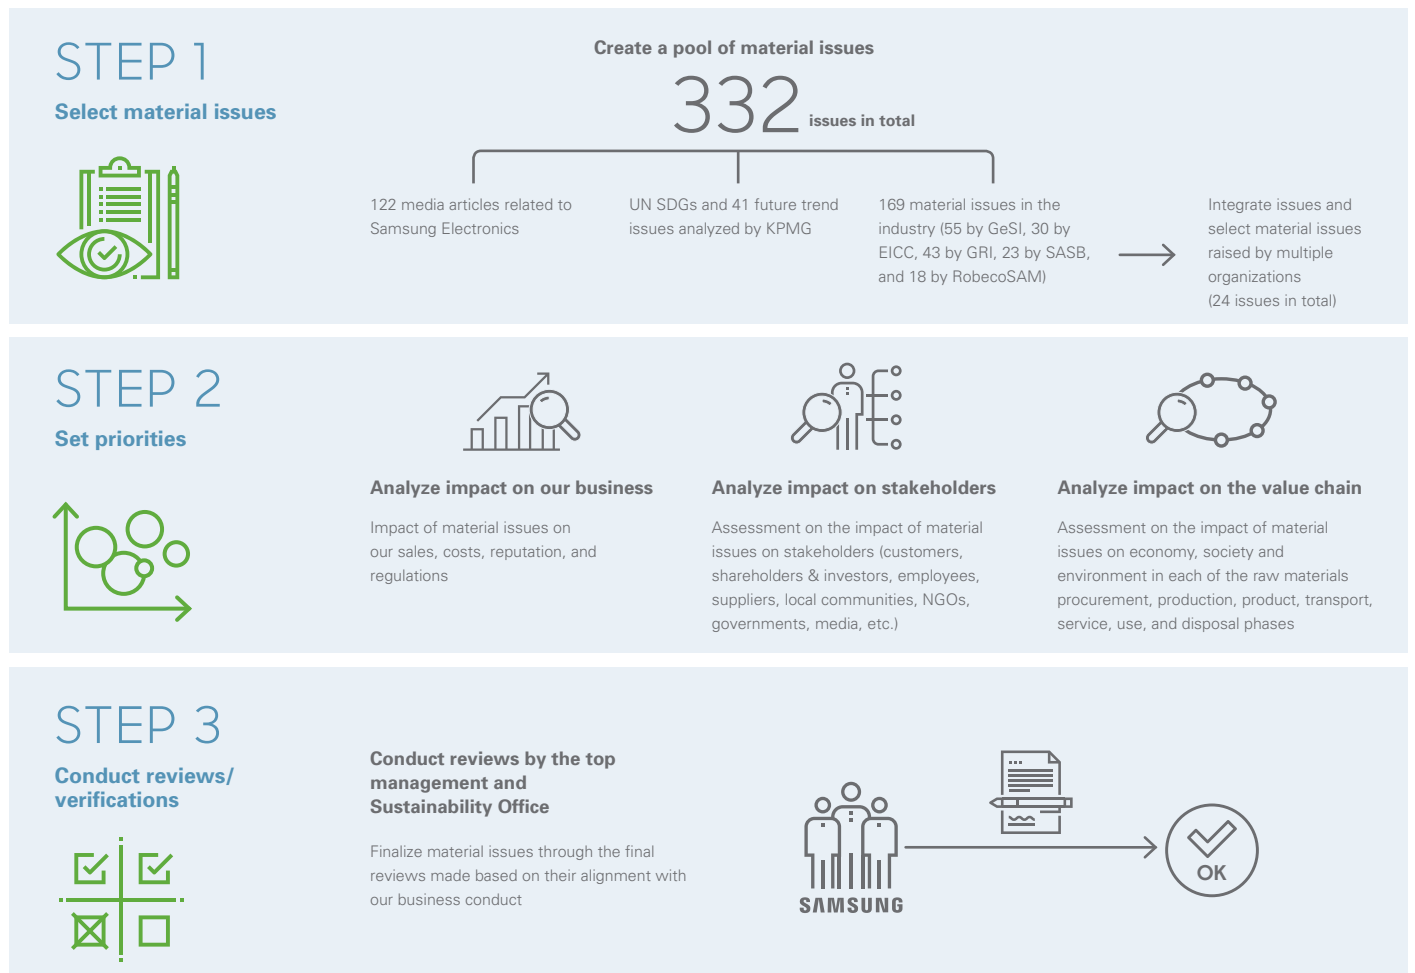 STEP 1
Select material issues
Create a pool of material issues
332 issues in total
122 media articles related to
Samsung Electronics
UN SDGs and 41 future trend
issues analyzed by KPMG
169 material issues in the
industry (55 by GeSI, 30 by
EICC, 43 by GRI, 23 by SASB,
and 18 by RobecoSAM)
Integrate issues and
select material issues
raised by multiple
organizations
(24 issues in total)
STEP 2
Set priorities
Analyze impact on our business
Impact of material issues on
our sales, costs, reputation, and
regulations
Analyze impact on stakeholders
Assessment on the impact of material
issues on stakeholders (customers,
shareholders & investors, employees,
suppliers, local communities, NGOs,
governments, media, etc.)
Analyze impact on the value chain
Assessment on the impact of material
issues on economy, society and
environment in each of the raw materials
procurement, production, product, transport,
service, use, and disposal phases
STEP 3
Conduct reviews/
verifications
Conduct reviews by the top
management and
Sustainability Office
Finalize material issues through the final
reviews made based on their alignment with
our business conduct
SAMSUNG
OK